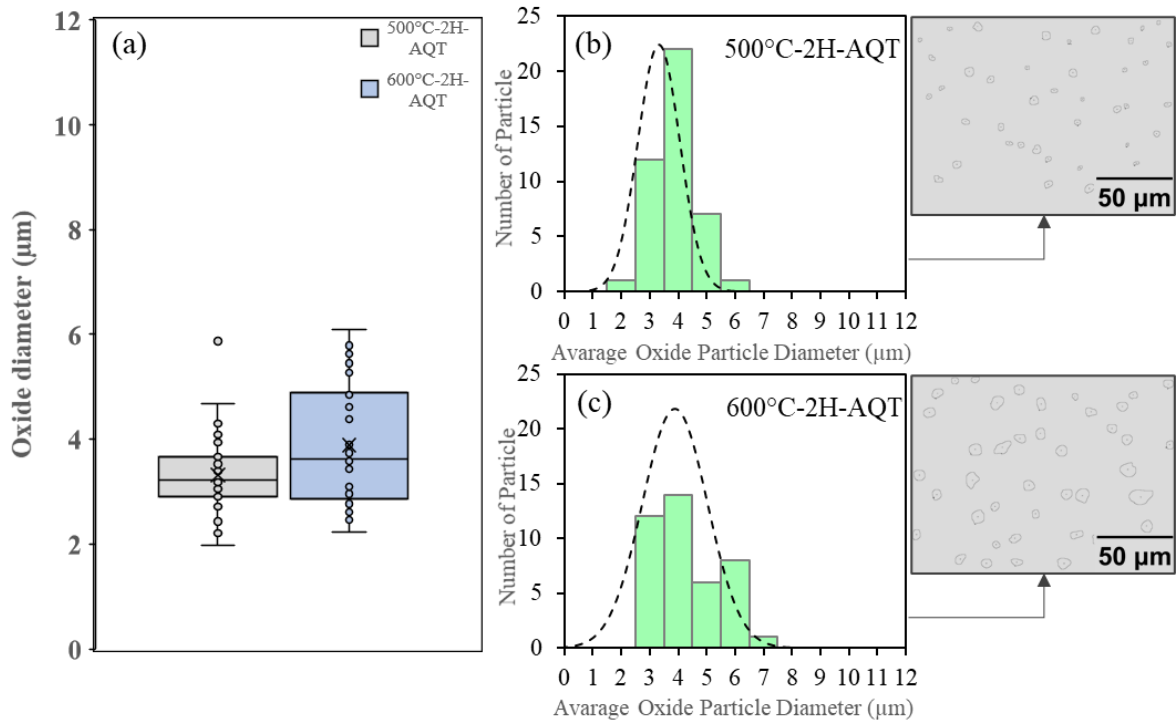 (a)
500°C-2H-
AQT
600°C-2H-
AQT
12
10
8
6
4
2
0
Oxide diameter (µm)
(b)
500°C-2H-AQT
25
20
15
10
5
0
Number of Particle
0 1 2 3 4 5 6 7 8 9 10 11 12
Avarage Oxide Particle Diameter (µm)
50 µm
(c)
600°C-2H-AQT
25
20
15
10
5
0
Number of Particle
0 1 2 3 4 5 6 7 8 9 10 11 12
Average Oxide Particle Diameter (µm)
50 µm